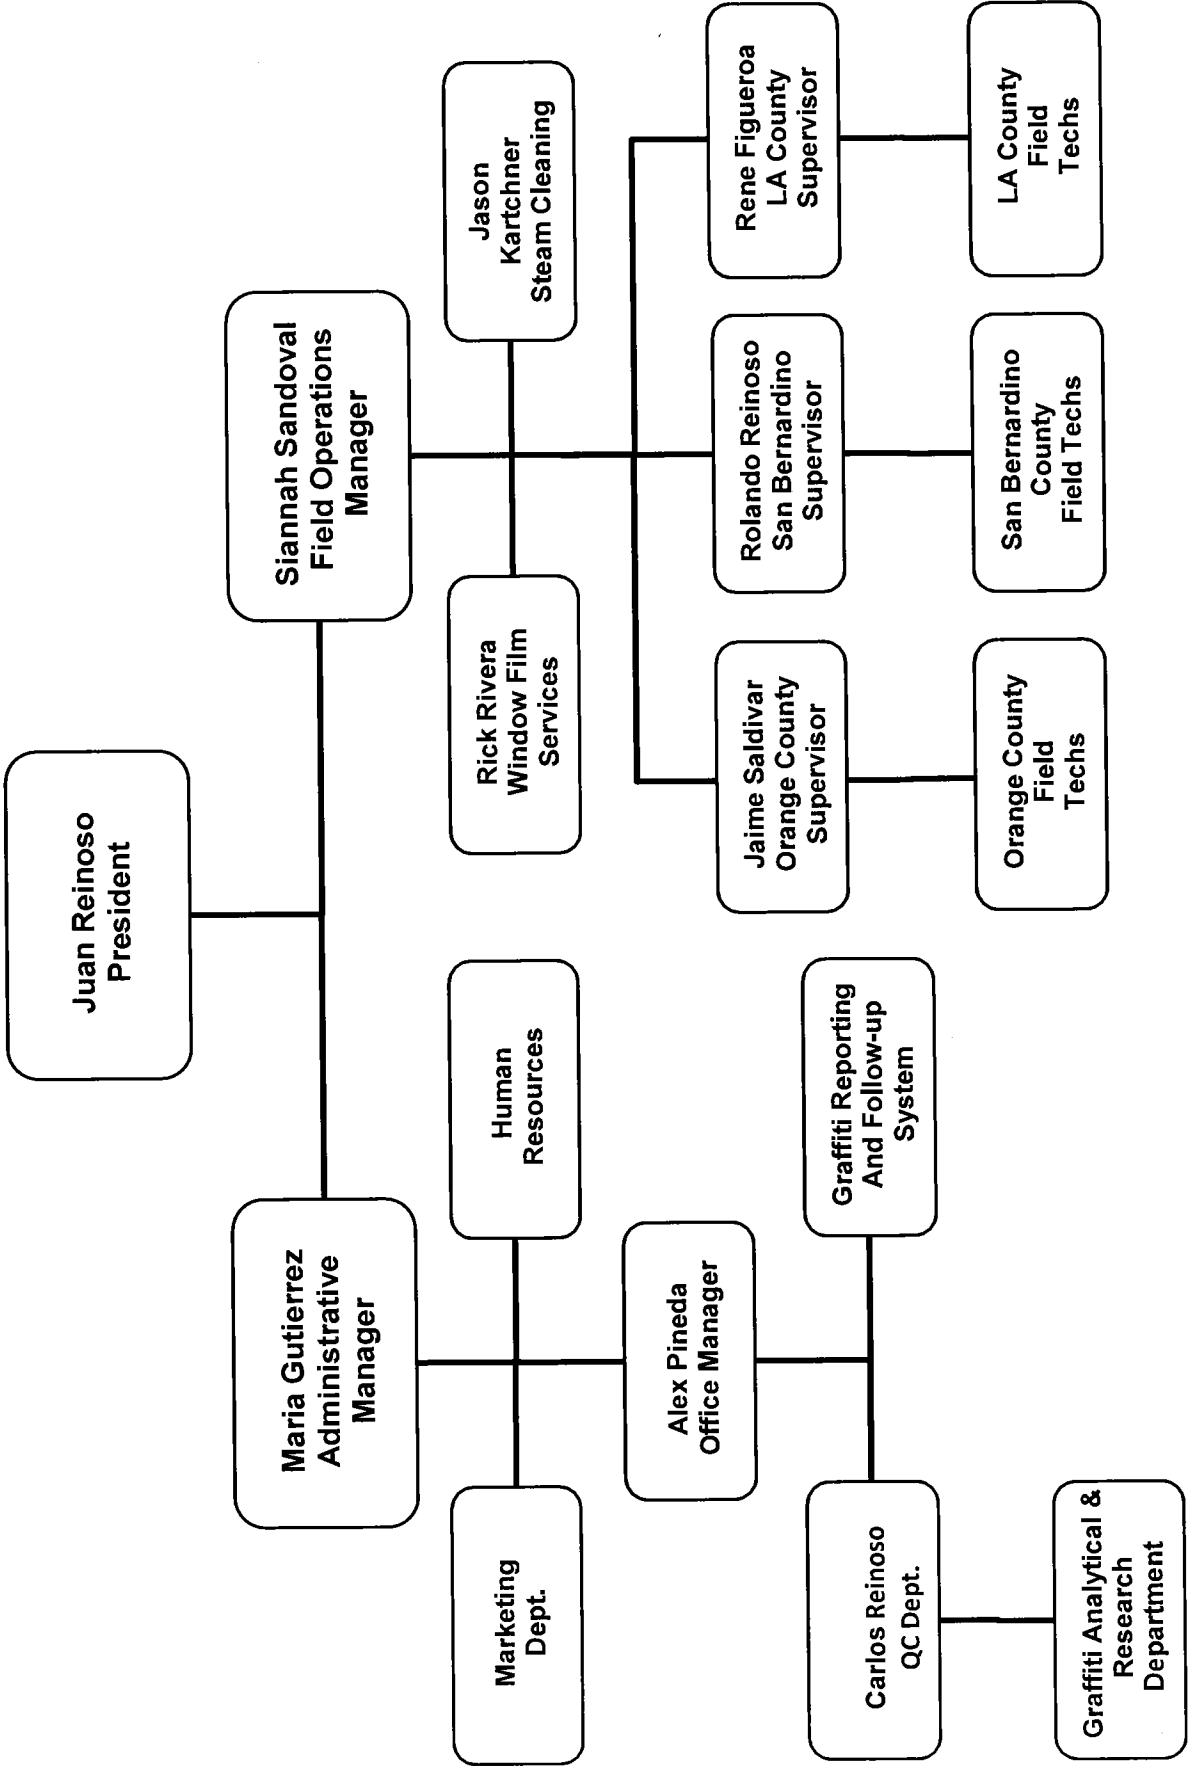 Juan Reinoso
President
Maria Gutierrez
Administrative
Manager
Siannah Sandoval
Field Operations
Manager
Marketing
Dept.
Human
Resources
Rick Rivera
Window Film
Services
Jason
Kartchner
Steam Cleaning
Alex Pineda
Office Manager
Jaime Saldivar
Orange County
Supervisor
Rolando Reinoso
San Bernardino
Supervisor
Rene Figueroa
LA County
Supervisor
Carlos Reinoso
QC Dept.
Graffiti Reporting
And Follow-up
System
Orange County
Field
Techs
San Bernardino
County
Field Techs
LA County
Field
Techs
Graffiti Analytical &
Research
Department